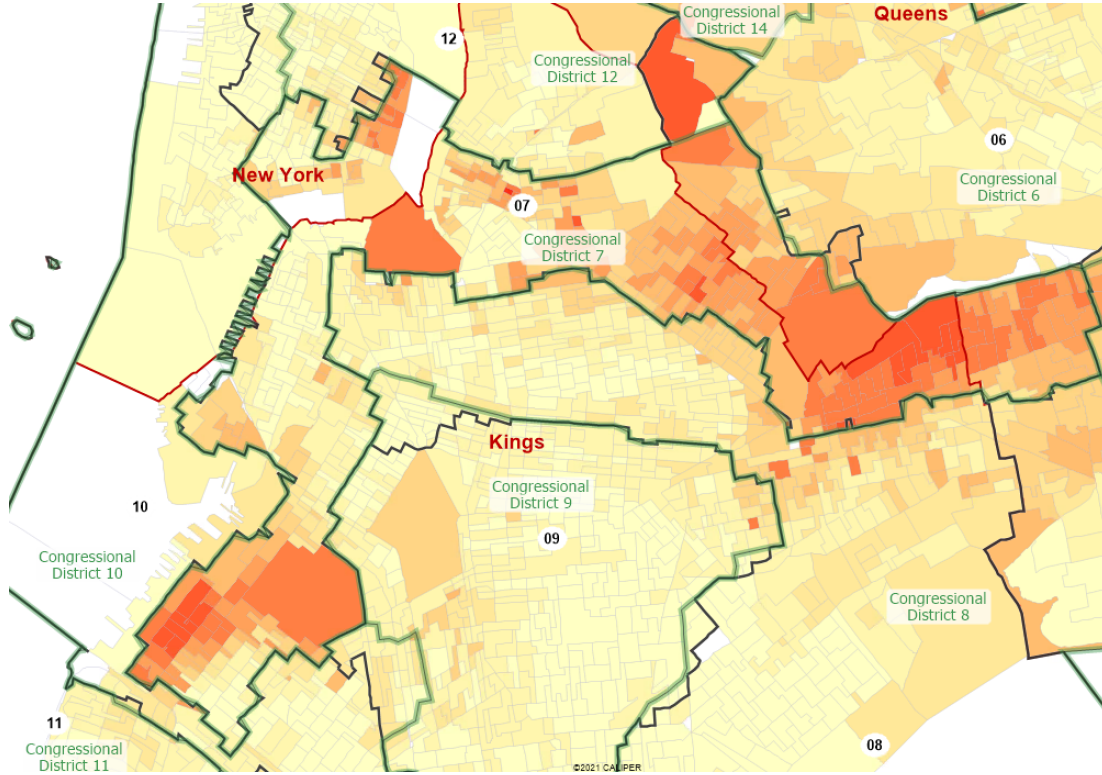 Congressional
District 14
Queens
12
Congressional
District 12
06
New York
Congressional
District 6
07
Congressional
District 7
Kings
Congressional
District 9
10
09
Congressional
District 10
Congressional
District 8
11
08
Congressional
District 11
©2021 CALIPER